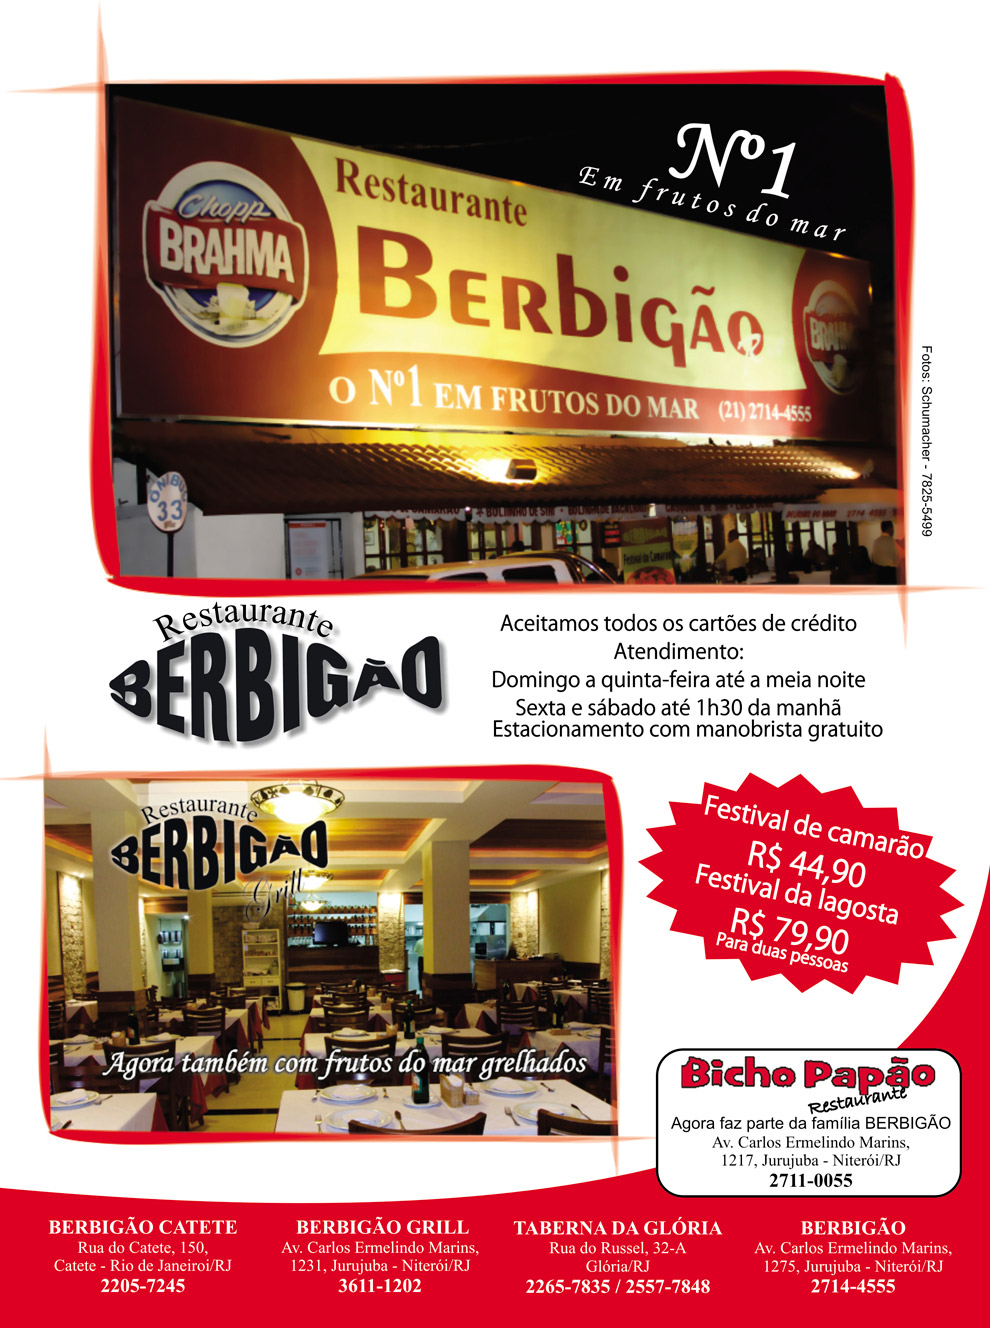 Nº1
Em frutos do mar
Restaurante
Chopp
BRAHMA
BERbigÃO
BRAHMA
O Nº1 EM FRUTOS DO MAR (21) 2714-4555
Fotos: Schumacher - 7825-5499
ÔNIBUS
33
BOLINHO DE SIRI
Restaurante
BERBIGÃO
Aceitamos todos os cartões de crédito
Atendimento:
Domingo a quinta-feira até a meia noite
Sexta e sábado até 1h30 da manhã
Estacionamento com manobrista gratuito
Restaurante
BERBIGÃO
Grill
Agora também com frutos do mar grelhados
Festival de camarão
R$ 44,90
Festival da lagosta
R$ 79,90
Para duas pessoas
Bicho Papão
Restaurante
Agora faz parte da família BERBIGÃO
Av. Carlos Ermelindo Marins,
1217, Jurujuba - Niterói/RJ
2711-0055
BERBIGÃO CATETE
Rua do Catete, 150,
Catete - Rio de Janeiroi/RJ
2205-7245
BERBIGÃO GRILL
Av. Carlos Ermelindo Marins,
1231, Jurujuba - Niterói/RJ
3611-1202
TABERNA DA GLÓRIA
Rua do Russel, 32-A
Glória/RJ
2265-7835 / 2557-7848
BERBIGÃO
Av. Carlos Ermelindo Marins,
1275, Jurujuba - Niterói/RJ
2714-4555